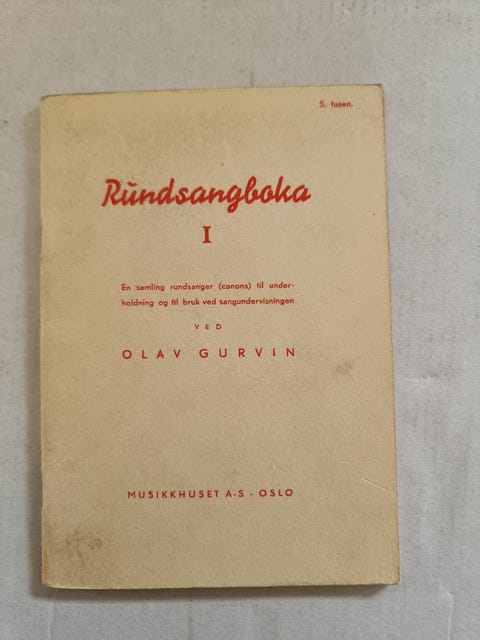 5. tusen.
Rundsangboka
I
En samling rundsanger (canons) til under-
holdning og til bruk ved sangundervisningen
VED
OLAV GURVIN
MUSIKKHUSET A-S - OSLO